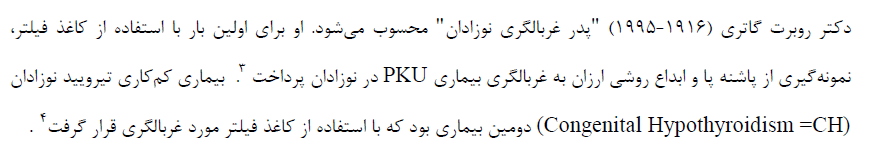 دکتر روبرت گاتری (۱۹۱۶-۱۹۹۵) "پدر غربالگری نوزادان" محسوب می‌شود. او برای اولین بار با استفاده از کاغذ فیلتر،
نمونه‌گیری از پاشنه پا و ابداع روشی ارزان به غربالگری بیماری PKU در نوزادان پرداخت ۳. بیماری کم‌کاری تیرویید نوزادان
(Congenital Hypothyroidism =CH) دومین بیماری بود که با استفاده از کاغذ فیلتر مورد غربالگری قرار گرفت۴ .